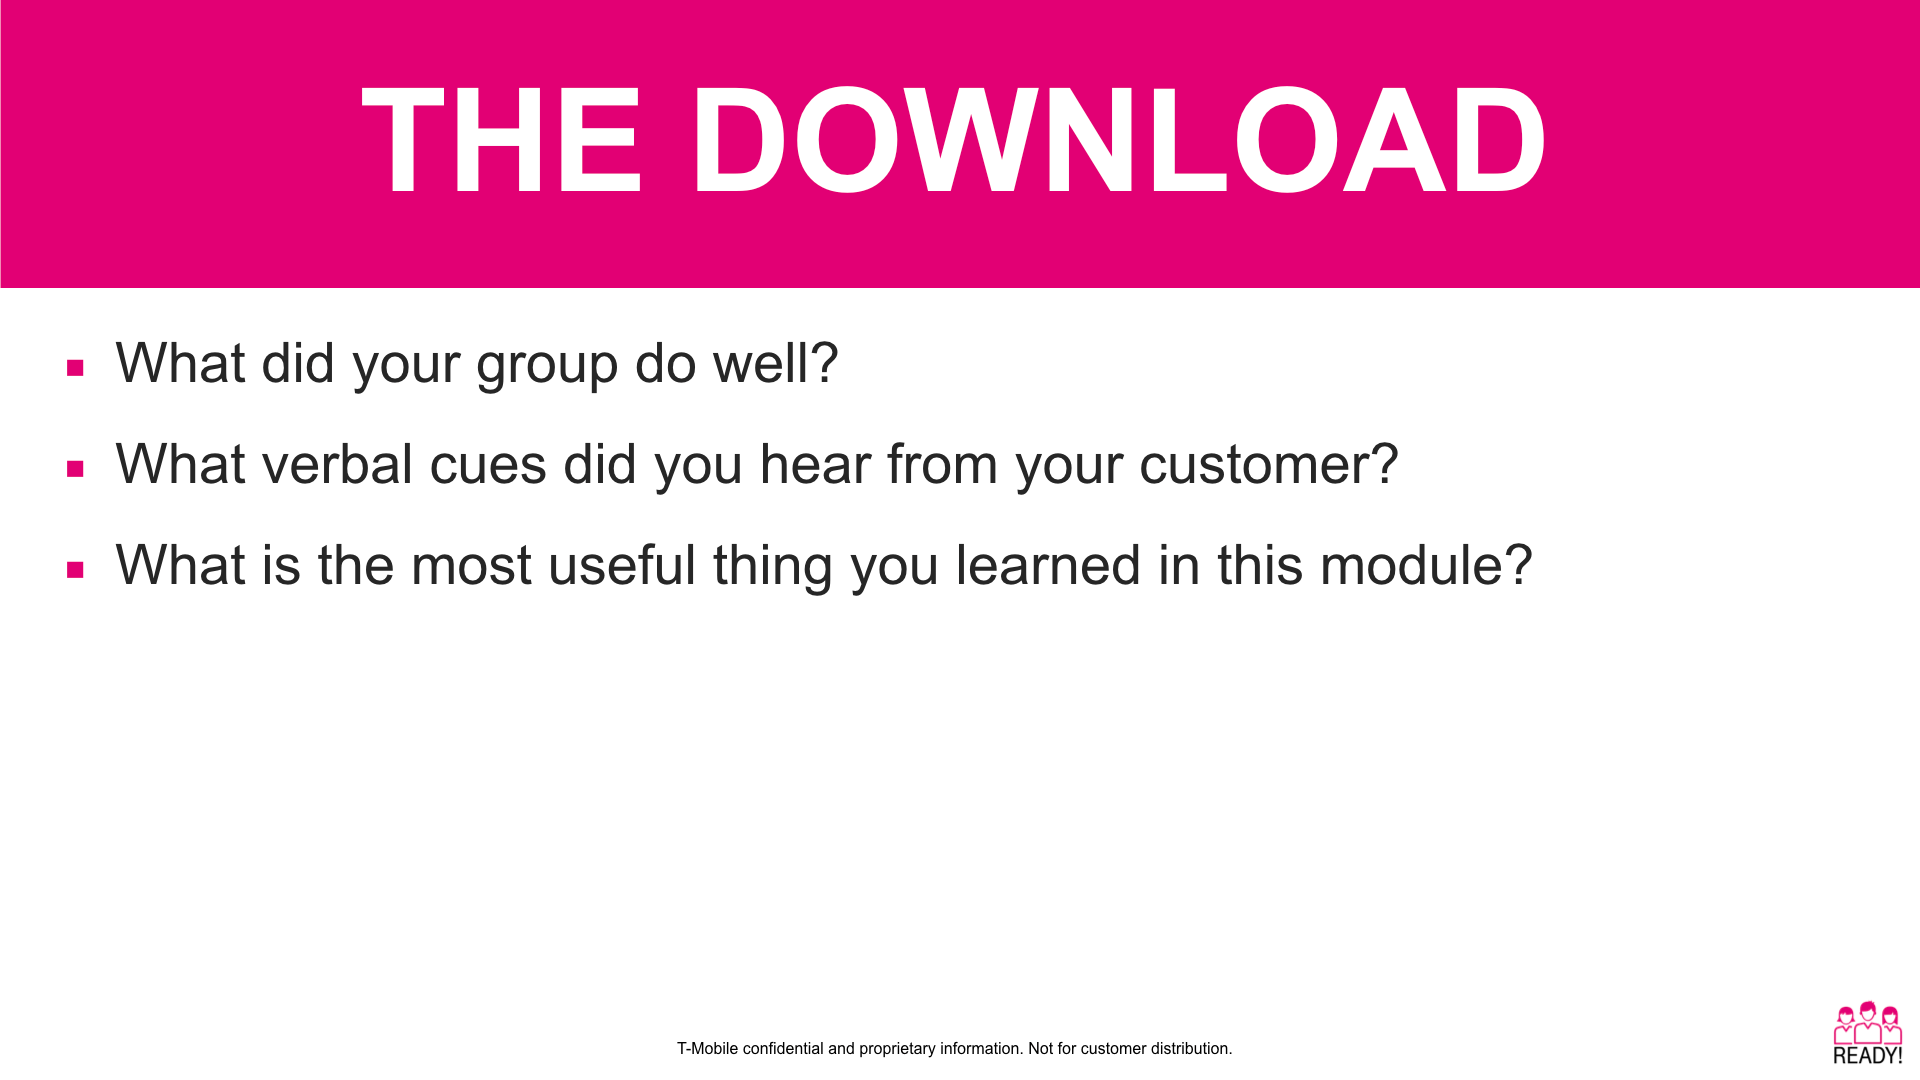 THE DOWNLOAD
▪ What did your group do well?
▪ What verbal cues did you hear from your customer?
▪ What is the most useful thing you learned in this module?
T-Mobile confidential and proprietary information. Not for customer distribution.
READY!